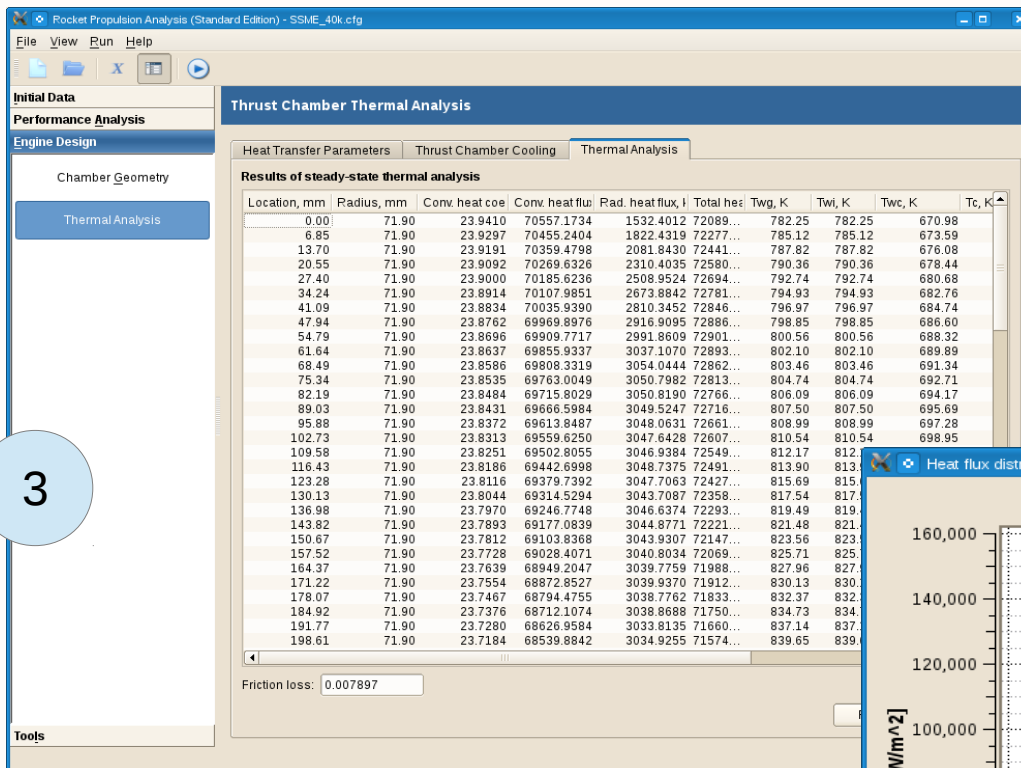 Rocket Propulsion Analysis (Standard Edition) - SSME_40k.cfg
File View Run Help
X
Initial Data
Performance Analysis
Engine Design
Chamber Geometry
Thermal Analysis
Tools
3
Thrust Chamber Thermal Analysis
Heat Transfer Parameters Thrust Chamber Cooling Thermal Analysis
Results of steady-state thermal analysis
Location, mm Radius, mm Conv. heat coe Conv. heat flux Rad. heat flux, Total hea Twg, K Twi, K Twc, K Tc, K
0.00 71.90 23.9410 70557.1734 1532.4012 72089... 782.25 782.25 670.98
6.85 71.90 23.9297 70455.2404 1822.4319 72277... 785.12 785.12 673.59
13.70 71.90 23.9191 70359.4798 2081.8430 72441... 787.82 787.82 676.08
20.55 71.90 23.9092 70269.6326 2310.4035 72580... 790.36 790.36 678.44
27.40 71.90 23.9000 70185.6236 2508.9524 72694... 792.74 792.74 680.68
34.24 71.90 23.8914 70107.9851 2673.8842 72781... 794.93 794.93 682.76
41.09 71.90 23.8834 70035.9390 2810.3452 72846... 796.97 796.97 684.74
47.94 71.90 23.8762 69969.8976 2916.9095 72886... 798.85 798.85 686.60
54.79 71.90 23.8696 69909.7717 2991.8609 72901... 800.56 800.56 688.32
61.64 71.90 23.8637 69855.9337 3037.1070 72893... 802.10 802.10 689.89
68.49 71.90 23.8586 69808.3319 3054.0444 72862... 803.46 803.46 691.34
75.34 71.90 23.8535 69763.0049 3050.7982 72813... 804.74 804.74 692.71
82.19 71.90 23.8484 69715.8029 3050.8190 72766... 806.09 806.09 694.17
89.03 71.90 23.8431 69666.5984 3049.5247 72716... 807.50 807.50 695.69
95.88 71.90 23.8372 69613.8487 3048.0631 72661... 808.99 808.99 697.28
102.73 71.90 23.8313 69559.6250 3047.6428 72607... 810.54 810.54 698.95
109.58 71.90 23.8251 69502.8055 3046.9384 72549... 812.17 812.
116.43 71.90 23.8186 69442.6998 3048.7375 72491... 813.90 813.
123.28 71.90 23.8116 69379.7392 3047.7063 72427... 815.69 815.
130.13 71.90 23.8044 69314.5294 3043.7087 72358... 817.54 817.
136.98 71.90 23.7970 69246.7748 3046.6374 72293... 819.49 819.
143.82 71.90 23.7893 69177.0839 3044.8771 72221... 821.48 821.
150.67 71.90 23.7812 69103.8368 3043.9307 72147... 823.56 823.
157.52 71.90 23.7728 69028.4071 3040.8034 72069... 825.71 825.
164.37 71.90 23.7639 68949.2047 3039.7759 71988... 827.96 827.
171.22 71.90 23.7554 68872.8527 3039.9370 71912... 830.13 830.
178.07 71.90 23.7467 68794.4755 3038.7762 71833... 832.37 832.
184.92 71.90 23.7376 68712.1074 3038.8688 71750... 834.73 834.
191.77 71.90 23.7280 68626.9584 3033.8135 71660... 837.14 837.
198.61 71.90 23.7184 68539.8842 3034.9255 71574... 839.65 839.
Friction loss: 0.007897
Heat flux distr
160,000
140,000
120,000
100,000
W/m^2]